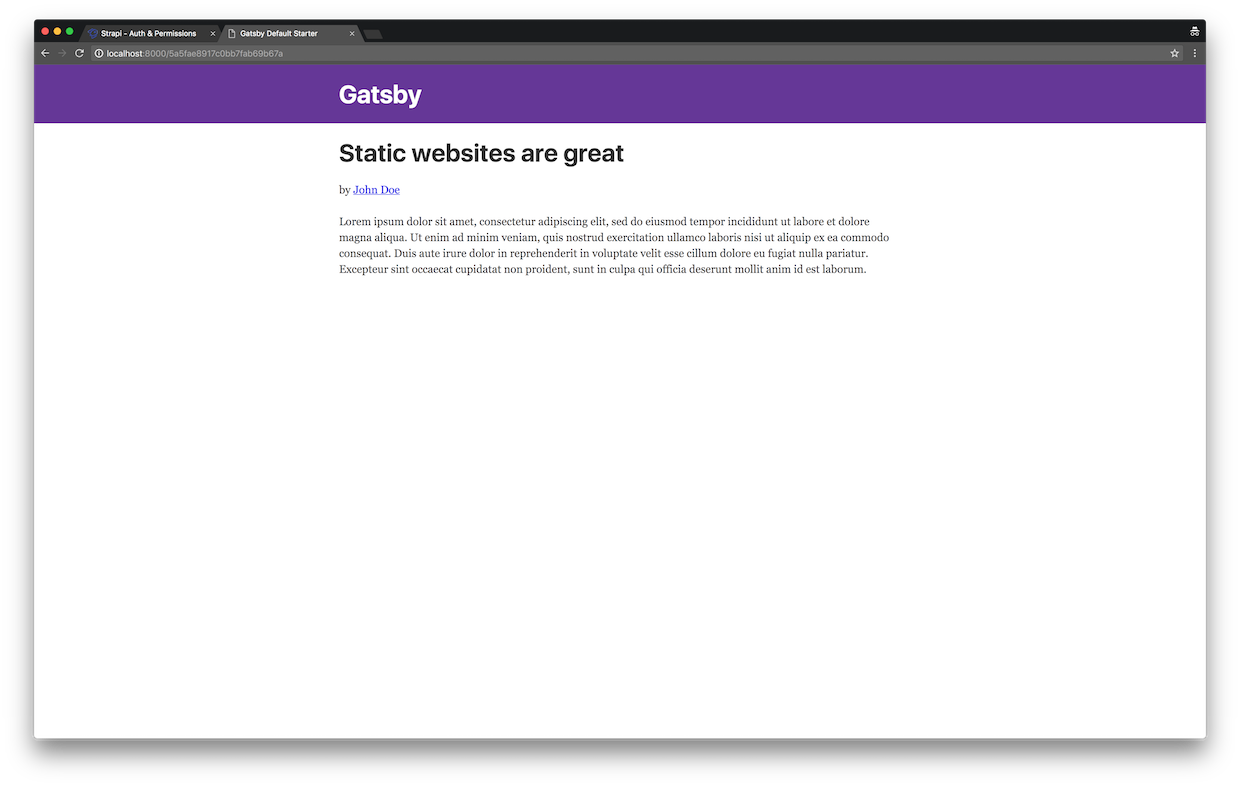 Strapi - Auth & Permissions
Gatsby Default Starter
localhost:8000/5a5fae8917c0bb7fab69b67a
Gatsby
Static websites are great
by John Doe
Lorem ipsum dolor sit amet, consectetur adipiscing elit, sed do eiusmod tempor incididunt ut labore et dolore
magna aliqua. Ut enim ad minim veniam, quis nostrud exercitation ullamco laboris nisi ut aliquip ex ea commodo
consequat. Duis aute irure dolor in reprehenderit in voluptate velit esse cillum dolore eu fugiat nulla pariatur.
Excepteur sint occaecat cupidatat non proident, sunt in culpa qui officia deserunt mollit anim id est laborum.